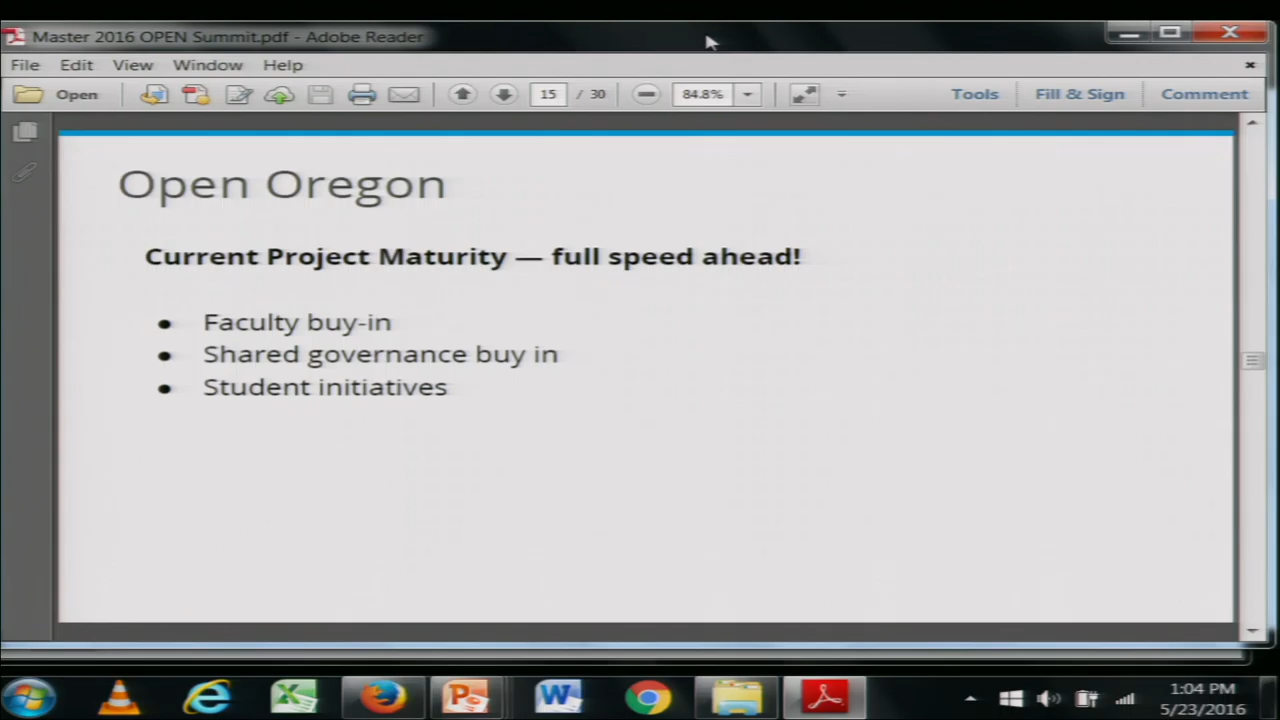 Master 2016 OPEN Summit.pdf - Adobe Reader
File Edit View Window Help
Open 15 / 30 84.8% Tools Fill & Sign Comment
Open Oregon
Current Project Maturity — full speed ahead!
● Faculty buy-in
● Shared governance buy in
● Student initiatives
1:04 PM
5/23/2016